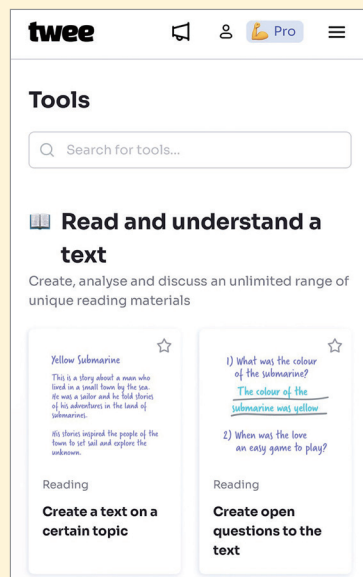 twee
Pro
Tools
Search for tools...
Read and understand a
text
Create, analyse and discuss an unlimited range of
unique reading materials
Yellow Submarine
This is a story about a man who
lived in a small town by the sea.
He was a sailor and he told stories
of his adventures in the land of
submarines.
His stories inspired the people of the
town to set sail and explore the
unknown.
Reading
Create a text on a
certain topic
1) What was the colour
of the submarine?
The colour of the
submarine was yellow
2) When was the love
an easy game to play?
Reading
Create open
questions to the
text